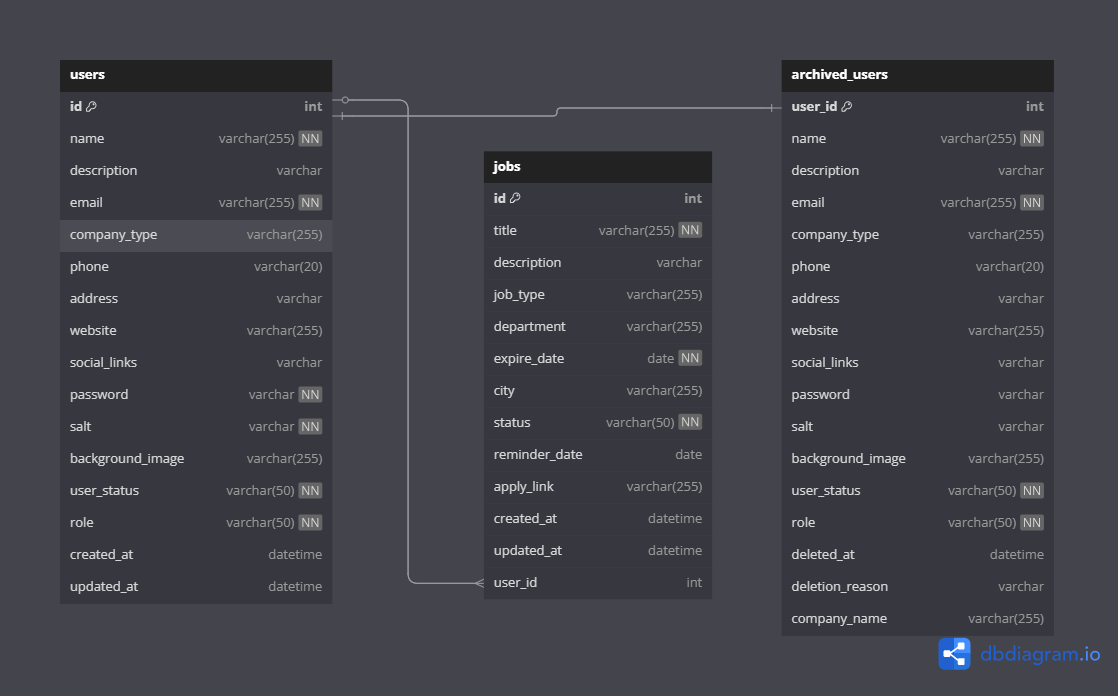 users
id int
name varchar(255) NN
description varchar
email varchar(255) NN
company_type varchar(255)
phone varchar(20)
address varchar
website varchar(255)
social_links varchar
password varchar NN
salt varchar NN
background_image varchar(255)
user_status varchar(50) NN
role varchar(50) NN
created_at datetime
updated_at datetime
jobs
id int
title varchar(255) NN
description varchar
job_type varchar(255)
department varchar(255)
expire_date date NN
city varchar(255)
status varchar(50) NN
reminder_date date
apply_link varchar(255)
created_at datetime
updated_at datetime
user_id int
archived_users
user_id int
name varchar(255) NN
description varchar
email varchar(255) NN
company_type varchar(255)
phone varchar(20)
address varchar
website varchar(255)
social_links varchar
password varchar
salt varchar
background_image varchar(255)
user_status varchar(50) NN
role varchar(50) NN
deleted_at datetime
deletion_reason varchar
company_name varchar(255)
dbdiagram.io